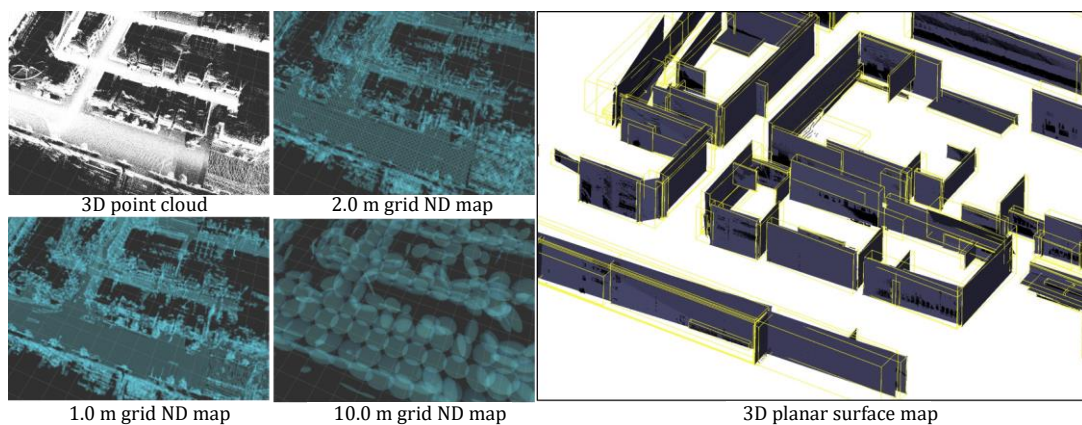 3D point cloud
2.0 m grid ND map
1.0 m grid ND map
10.0 m grid ND map
3D planar surface map